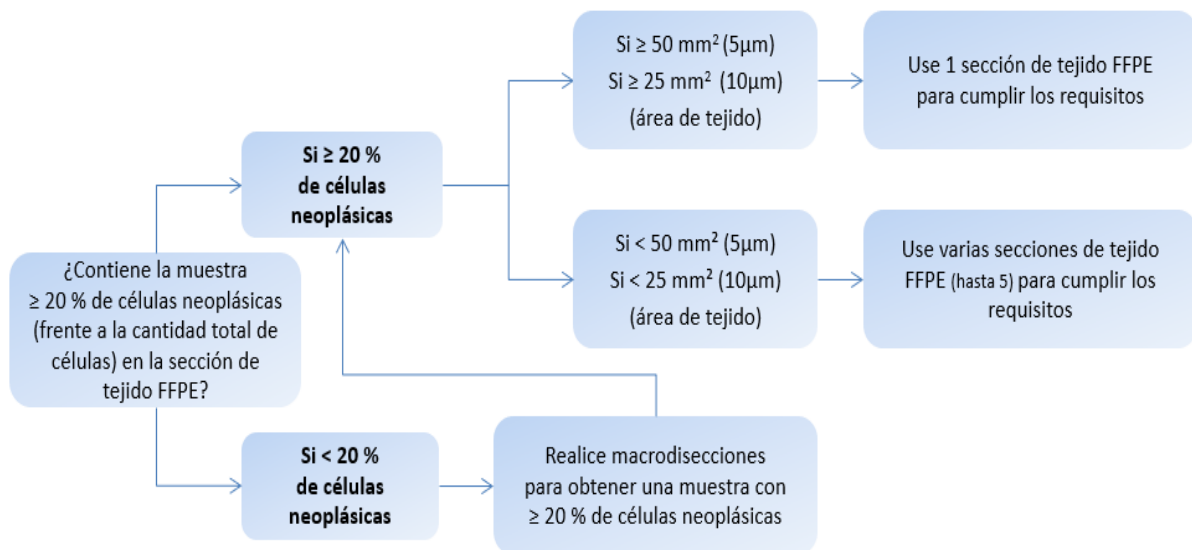 ¿Contiene la muestra
≥ 20 % de células neoplásicas
(frente a la cantidad total de
células) en la sección de
tejido FFPE?
Si ≥ 20 %
de células
neoplásicas
Si ≥ 50 mm² (5µm)
Si ≥ 25 mm² (10µm)
(área de tejido)
Use 1 sección de tejido FFPE
para cumplir los requisitos
Si < 50 mm² (5µm)
Si < 25 mm² (10µm)
(área de tejido)
Use varias secciones de tejido
FFPE (hasta 5) para cumplir los
requisitos
Si < 20 %
de células
neoplásicas
Realice macrodisecciones
para obtener una muestra con
≥ 20 % de células neoplásicas